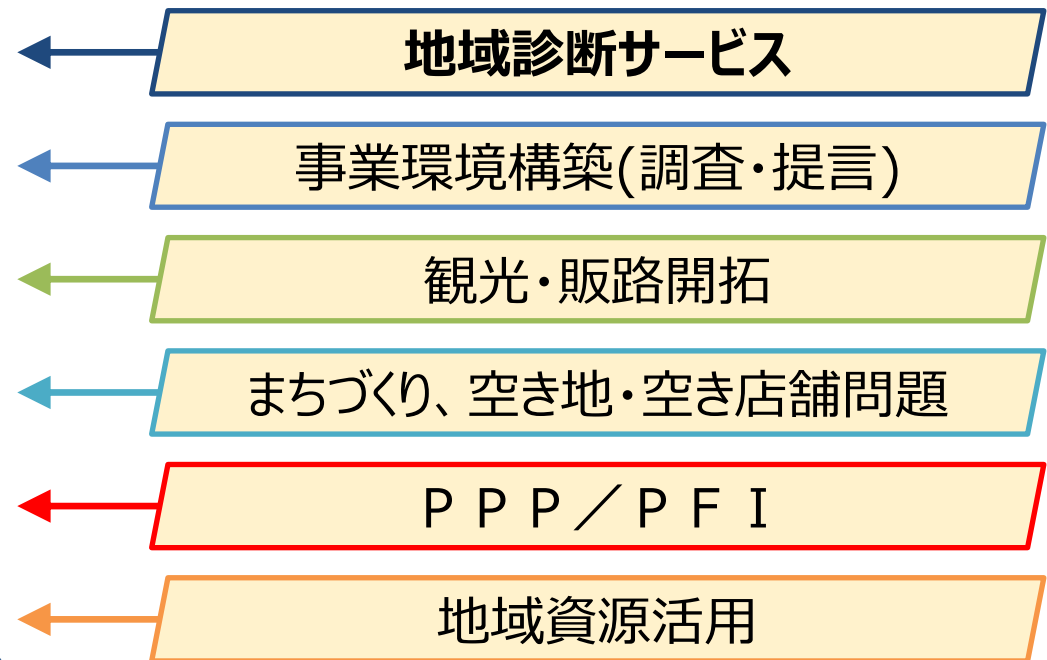 地域診断サービス
事業環境構築(調査・提言)
観光・販路開拓
まちづくり、空き地・空き店舗問題
ＰＰＰ／ＰＦＩ
地域資源活用